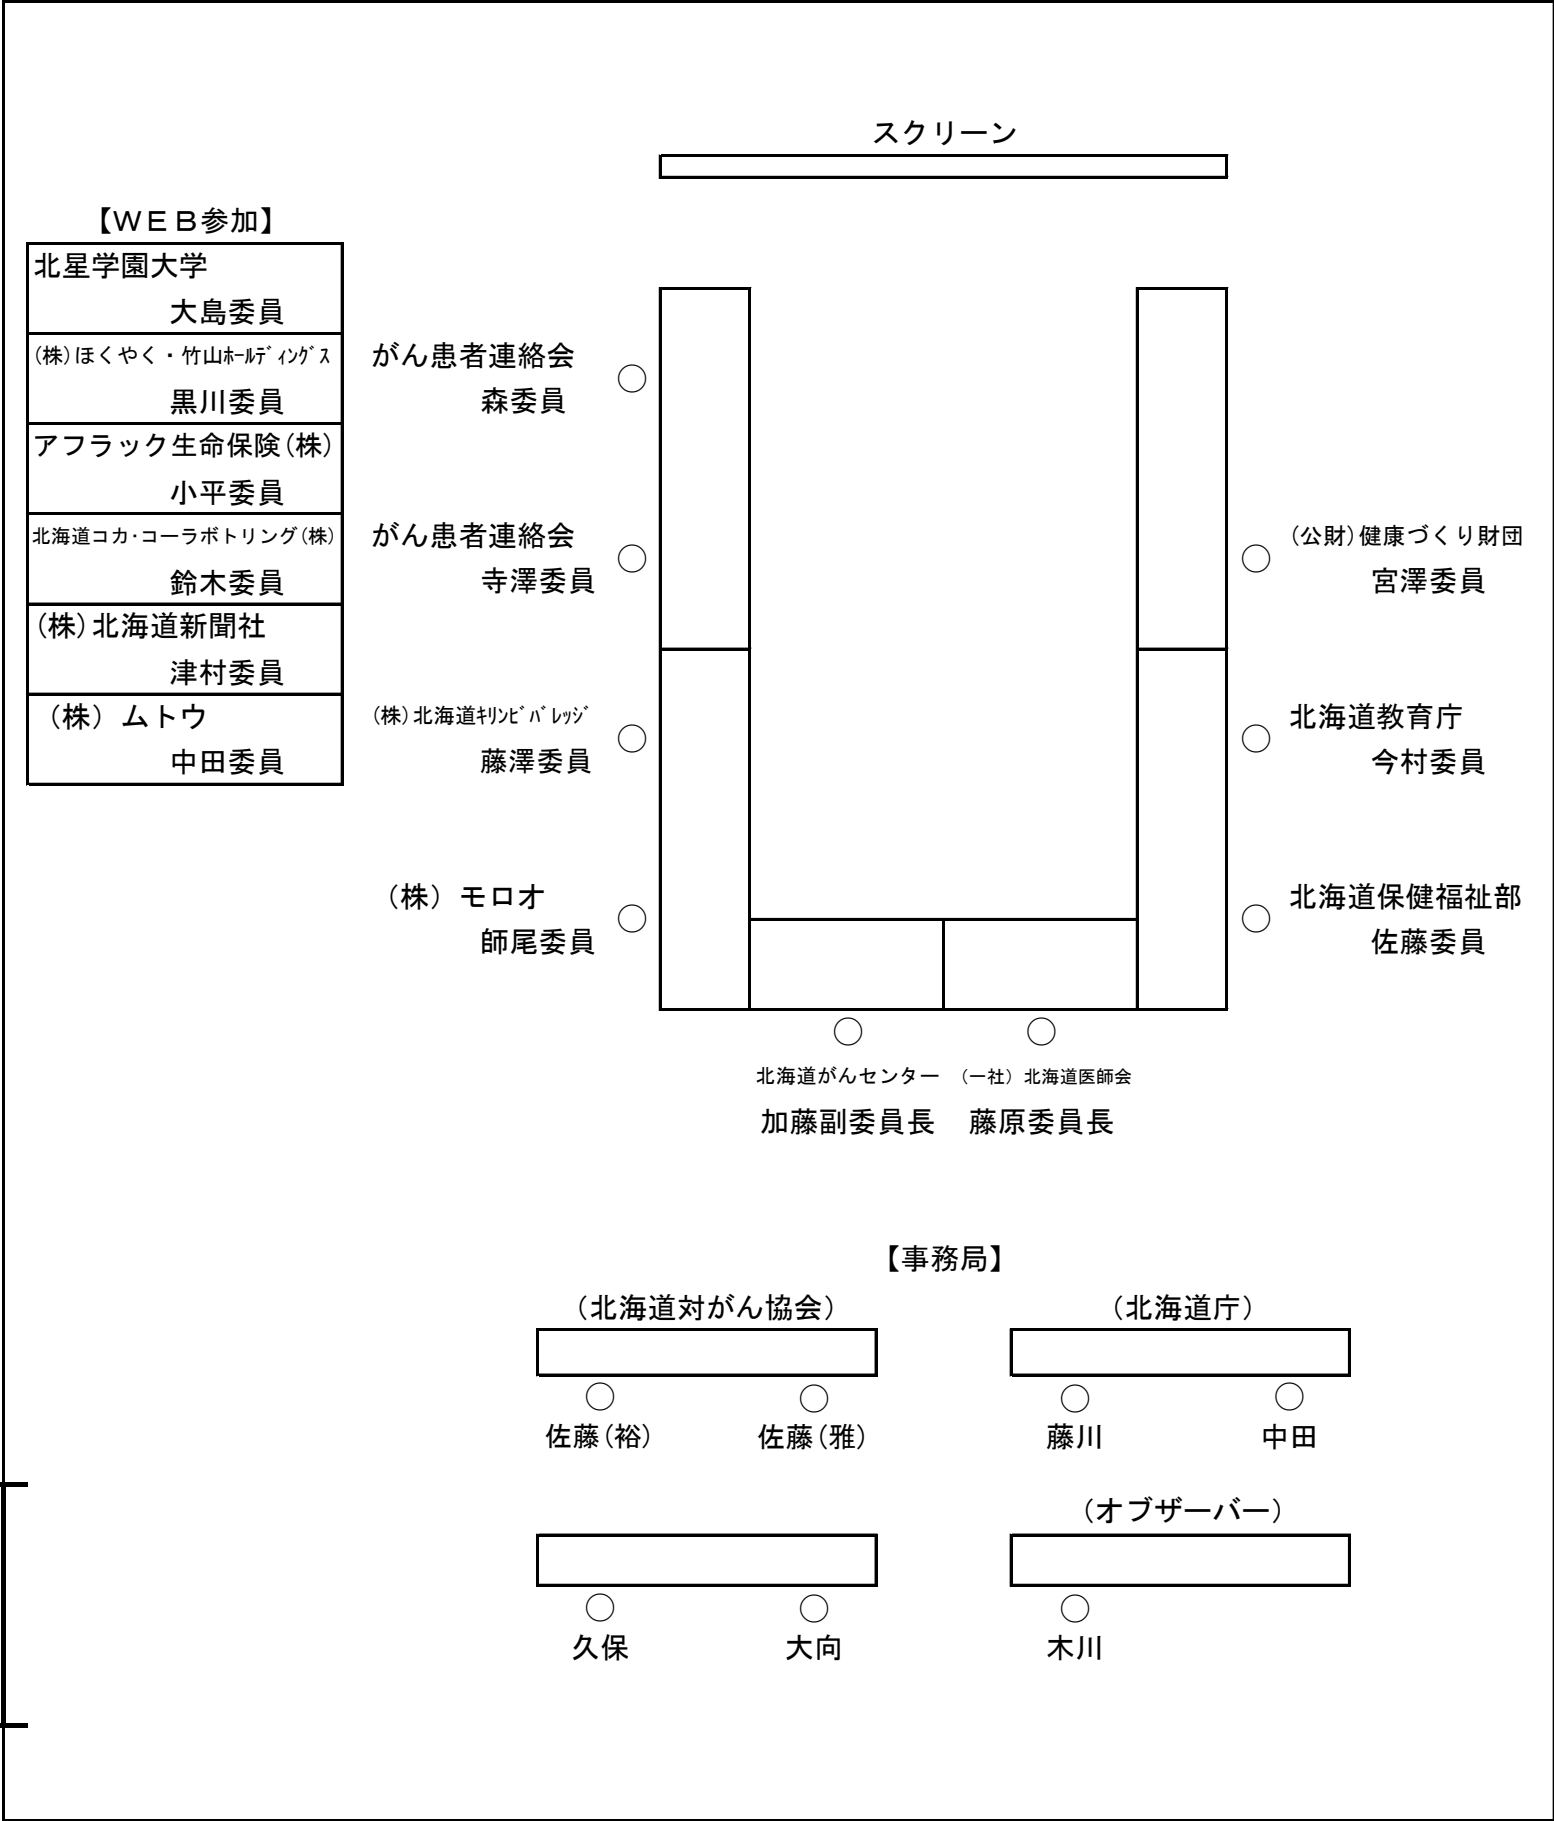 スクリーン
【ＷＥＢ参加】
北星学園大学
大島委員
(株)ほくやく・竹山ﾎｰﾙﾃﾞｨﾝｸﾞｽ
黒川委員
アフラック生命保険(株)
小平委員
北海道コカ･コーラボトリング(株)
鈴木委員
(株)北海道新聞社
津村委員
（株）ムトウ
中田委員
がん患者連絡会
森委員
がん患者連絡会
寺澤委員
(株)北海道ｷﾘﾝﾋﾞﾊﾞﾚｯｼﾞ
藤澤委員
（株）モロオ
師尾委員
(公財)健康づくり財団
宮澤委員
北海道教育庁
今村委員
北海道保健福祉部
佐藤委員
北海道がんセンター
加藤副委員長
（一社）北海道医師会
藤原委員長
【事務局】
（北海道対がん協会）
佐藤(裕)
佐藤(雅)
久保
大向
（北海道庁）
藤川
中田
（オブザーバー）
木川